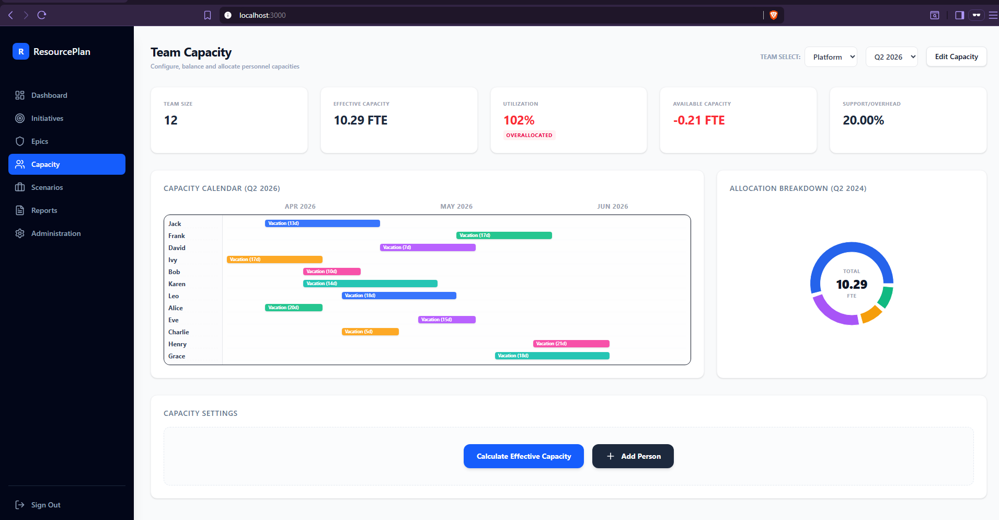 localhost:3000
R ResourcePlan
Dashboard
Initiatives
Epics
Capacity
Scenarios
Reports
Administration
Sign Out
Team Capacity
Configure, balance and allocate personnel capacities
TEAM SELECT: Platform Q2 2026 Edit Capacity
TEAM SIZE
12
EFFECTIVE CAPACITY
10.29 FTE
UTILIZATION
102%
OVERALLOCATED
AVAILABLE CAPACITY
-0.21 FTE
SUPPORT/OVERHEAD
20.00%
CAPACITY CALENDAR (Q2 2026)
APR 2026 MAY 2026 JUN 2026
Jack Vacation (13d)
Frank Vacation (17d)
David Vacation (7d)
Ivy Vacation (17d)
Bob Vacation (10d)
Karen Vacation (14d)
Leo Vacation (18d)
Alice Vacation (20d)
Eve Vacation (15d)
Charlie Vacation (5d)
Henry Vacation (21d)
Grace Vacation (18d)
ALLOCATION BREAKDOWN (Q2 2024)
TOTAL
10.29
FTE
CAPACITY SETTINGS
Calculate Effective Capacity
+ Add Person